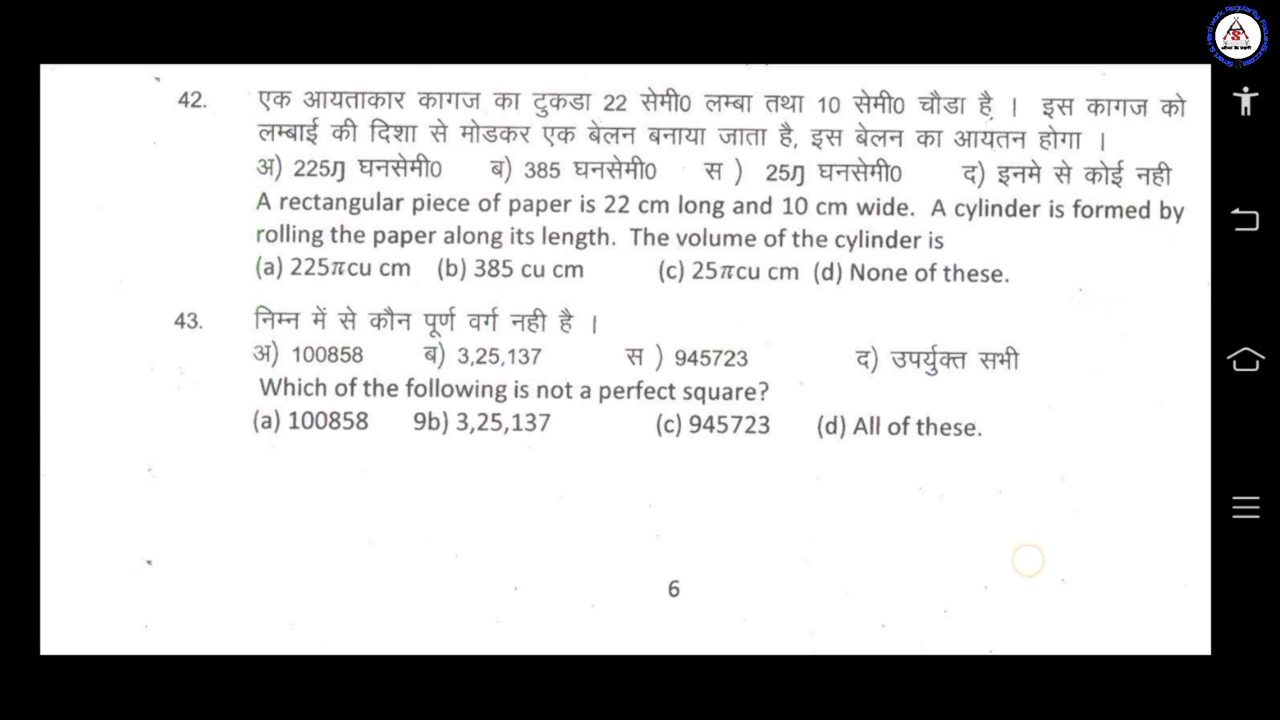 42. एक आयताकार कागज का टुकडा 22 सेमी0 लम्बा तथा 10 सेमी0 चौडा है । इस कागज को
लम्बाई की दिशा से मोडकर एक बेलन बनाया जाता है, इस बेलन का आयतन होगा ।
अ) 225Л घनसेमी0 ब) 385 घनसेमी0 स ) 25Л घनसेमी0 द) इनमे से कोई नही
A rectangular piece of paper is 22 cm long and 10 cm wide. A cylinder is formed by
rolling the paper along its length. The volume of the cylinder is
(a) 225πcu cm (b) 385 cu cm (c) 25πcu cm (d) None of these.
43. निम्न में से कौन पूर्ण वर्ग नही है ।
अ) 100858 ब) 3,25,137 स ) 945723 द) उपर्युक्त सभी
Which of the following is not a perfect square?
(a) 100858 9b) 3,25,137 (c) 945723 (d) All of these.
6